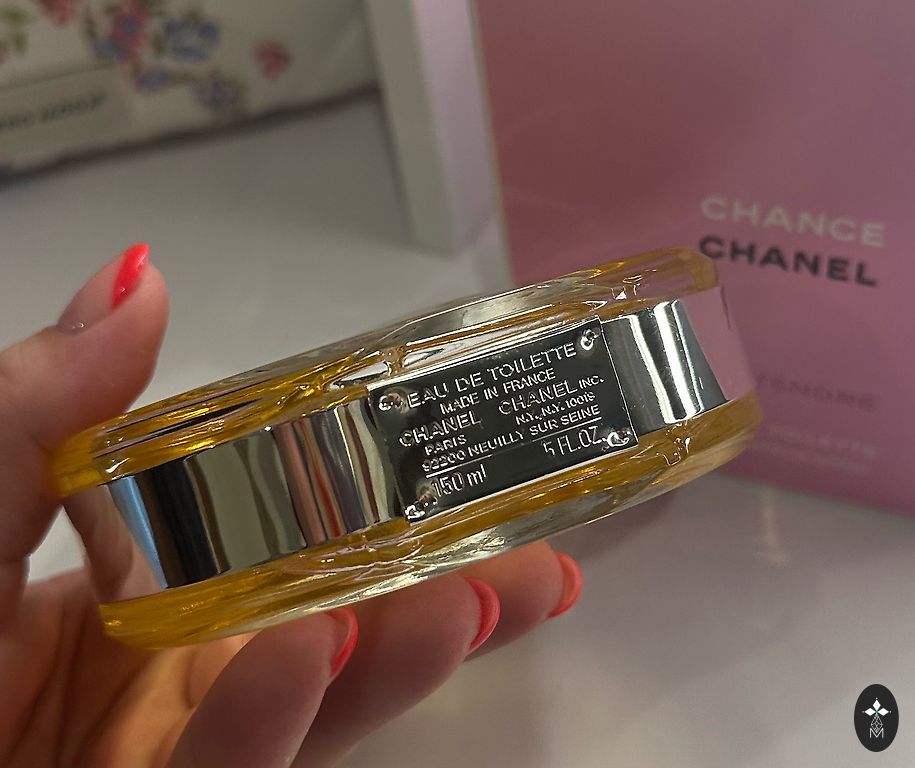 CHANCE
CHANEL
TENDRE
EAU DE TOILETTE
MADE IN FRANCE
CHANEL CHANEL INC.
PARIS N.Y., N.Y. 10019
92200 NEUILLY SUR SEINE
150 ml 5 FL.OZ.
M